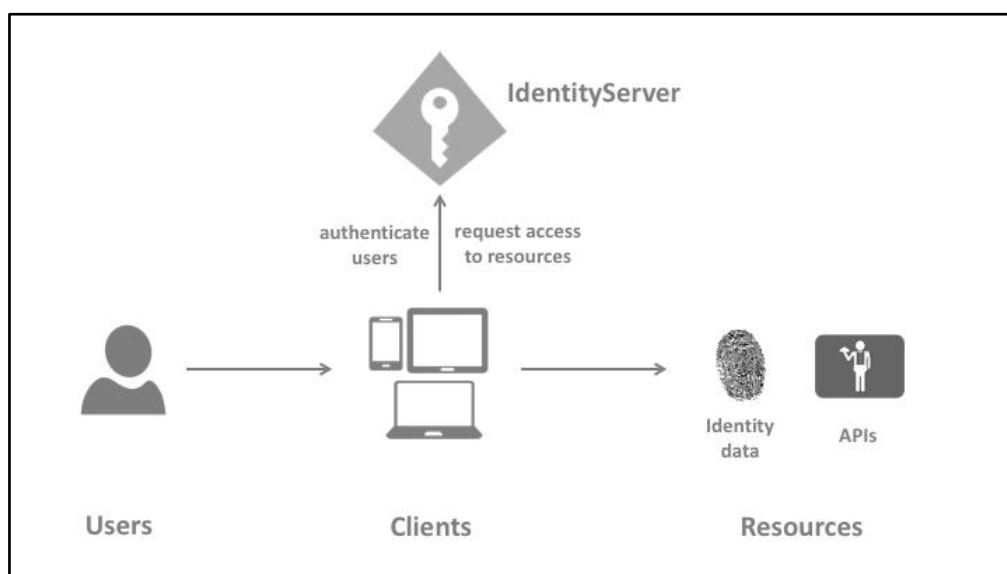 IdentityServer
authenticate
users
request access
to resources
Identity
data
APIs
Users
Clients
Resources